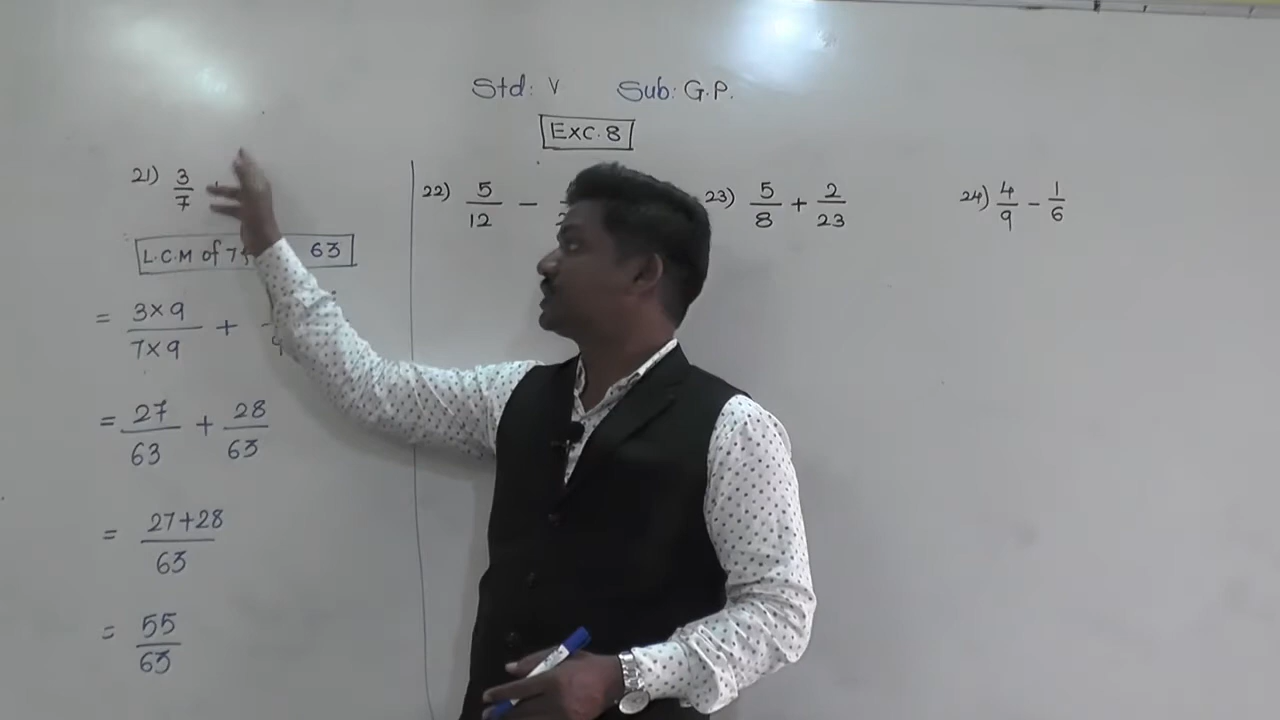 Std: V Sub: G.P.
Exc. 8
21) 3/7 +
L.C.M of 7 63
= 3×9/7×9 +
= 27/63 + 28/63
= 27+28/63
= 55/63
22) 5/12 −
23) 5/8 + 2/23
24) 4/9 − 1/6